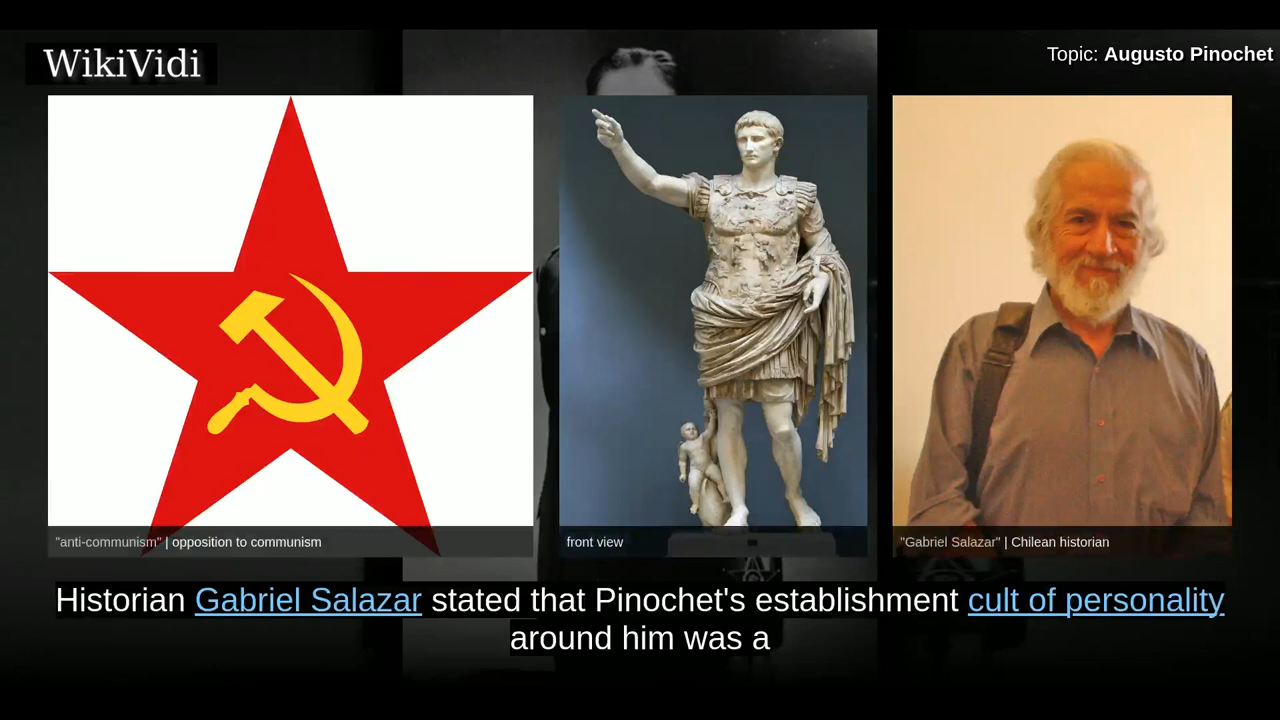 WikiVidi
Topic: Augusto Pinochet
"anti-communism" | opposition to communism
front view
"Gabriel Salazar" | Chilean historian
Historian Gabriel Salazar stated that Pinochet's establishment cult of personality
around him was a